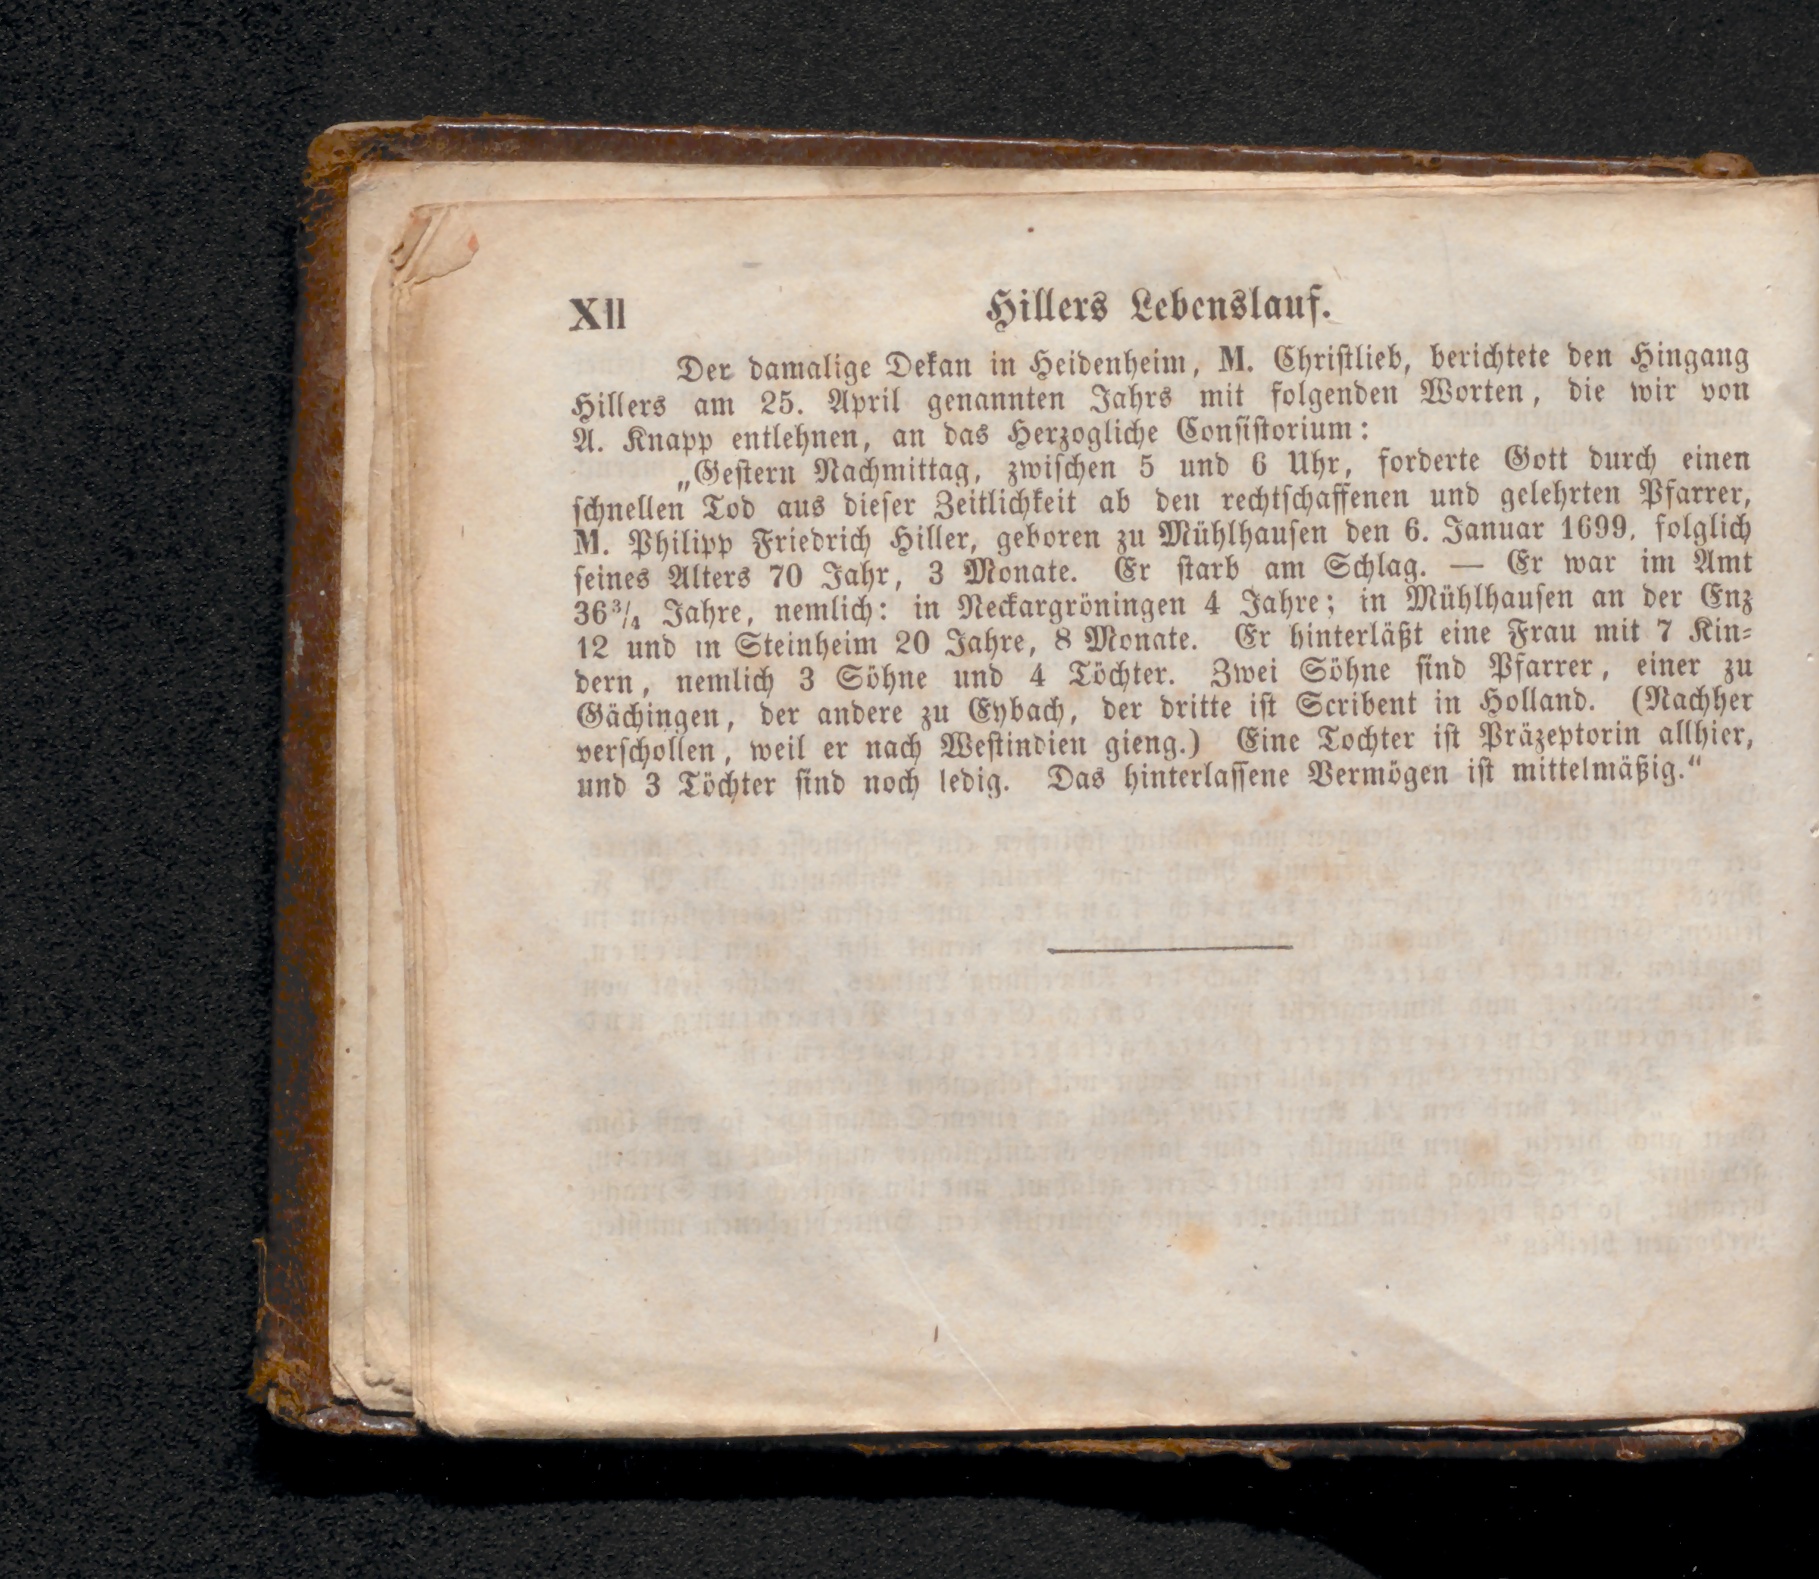 XII Hillers Lebenslauf.
Der damalige Dekan in Heidenheim, M. Christlieb, berichtete den Hingang
Hillers am 25. April genannten Jahrs mit folgenden Worten, die wir von
A. Knapp entlehnen, an das Herzogliche Consistorium:
„Gestern Nachmittag, zwischen 5 und 6 Uhr, forderte Gott durch einen
schnellen Tod aus dieser Zeitlichkeit ab den rechtschaffenen und gelehrten Pfarrer,
M. Philipp Friedrich Hiller, geboren zu Mühlhausen den 6. Januar 1699, folglich
seines Alters 70 Jahr, 3 Monate. Er starb am Schlag. — Er war im Amt
36¾ Jahre, nemlich: in Neckargröningen 4 Jahre; in Mühlhausen an der Enz
12 und in Steinheim 20 Jahre, 8 Monate. Er hinterläßt eine Frau mit 7 Kin-
dern, nemlich 3 Söhne und 4 Töchter. Zwei Söhne sind Pfarrer, einer zu
Gächingen, der andere zu Eybach, der dritte ist Scribent in Holland. (Nachher
verschollen, weil er nach Westindien gieng.) Eine Tochter ist Präzeptorin allhier,
und 3 Töchter sind noch ledig. Das hinterlassene Vermögen ist mittelmäßig.“